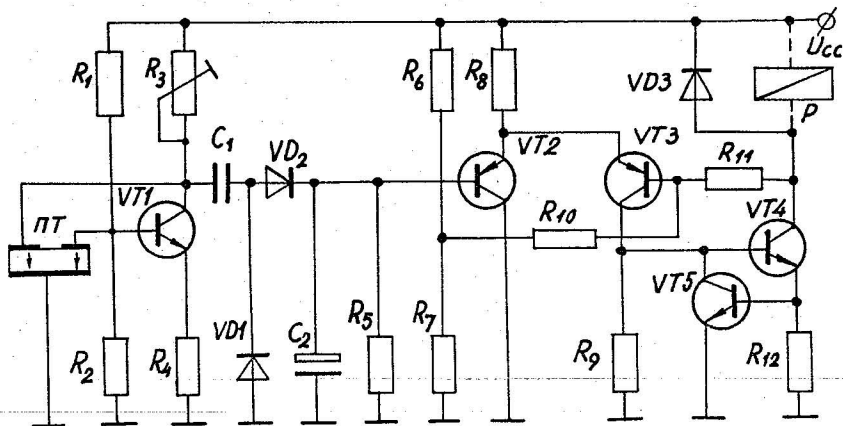 R1
R3
R6
R8
Ucc
VD3
P
C1
VD2
VT2
VT3
R11
VT1
ПТ
R10
VT4
VT5
R2
R4
VD1
C2
R5
R7
R9
R12